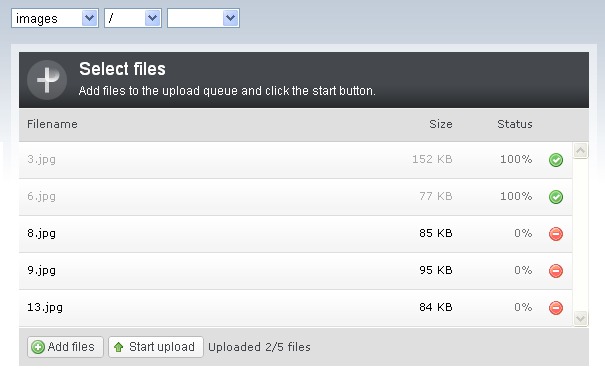 images / 
Select files
Add files to the upload queue and click the start button.
Filename Size Status
3.jpg 152 KB 100%
6.jpg 77 KB 100%
8.jpg 85 KB 0%
9.jpg 95 KB 0%
13.jpg 84 KB 0%
Add files Start upload Uploaded 2/5 files